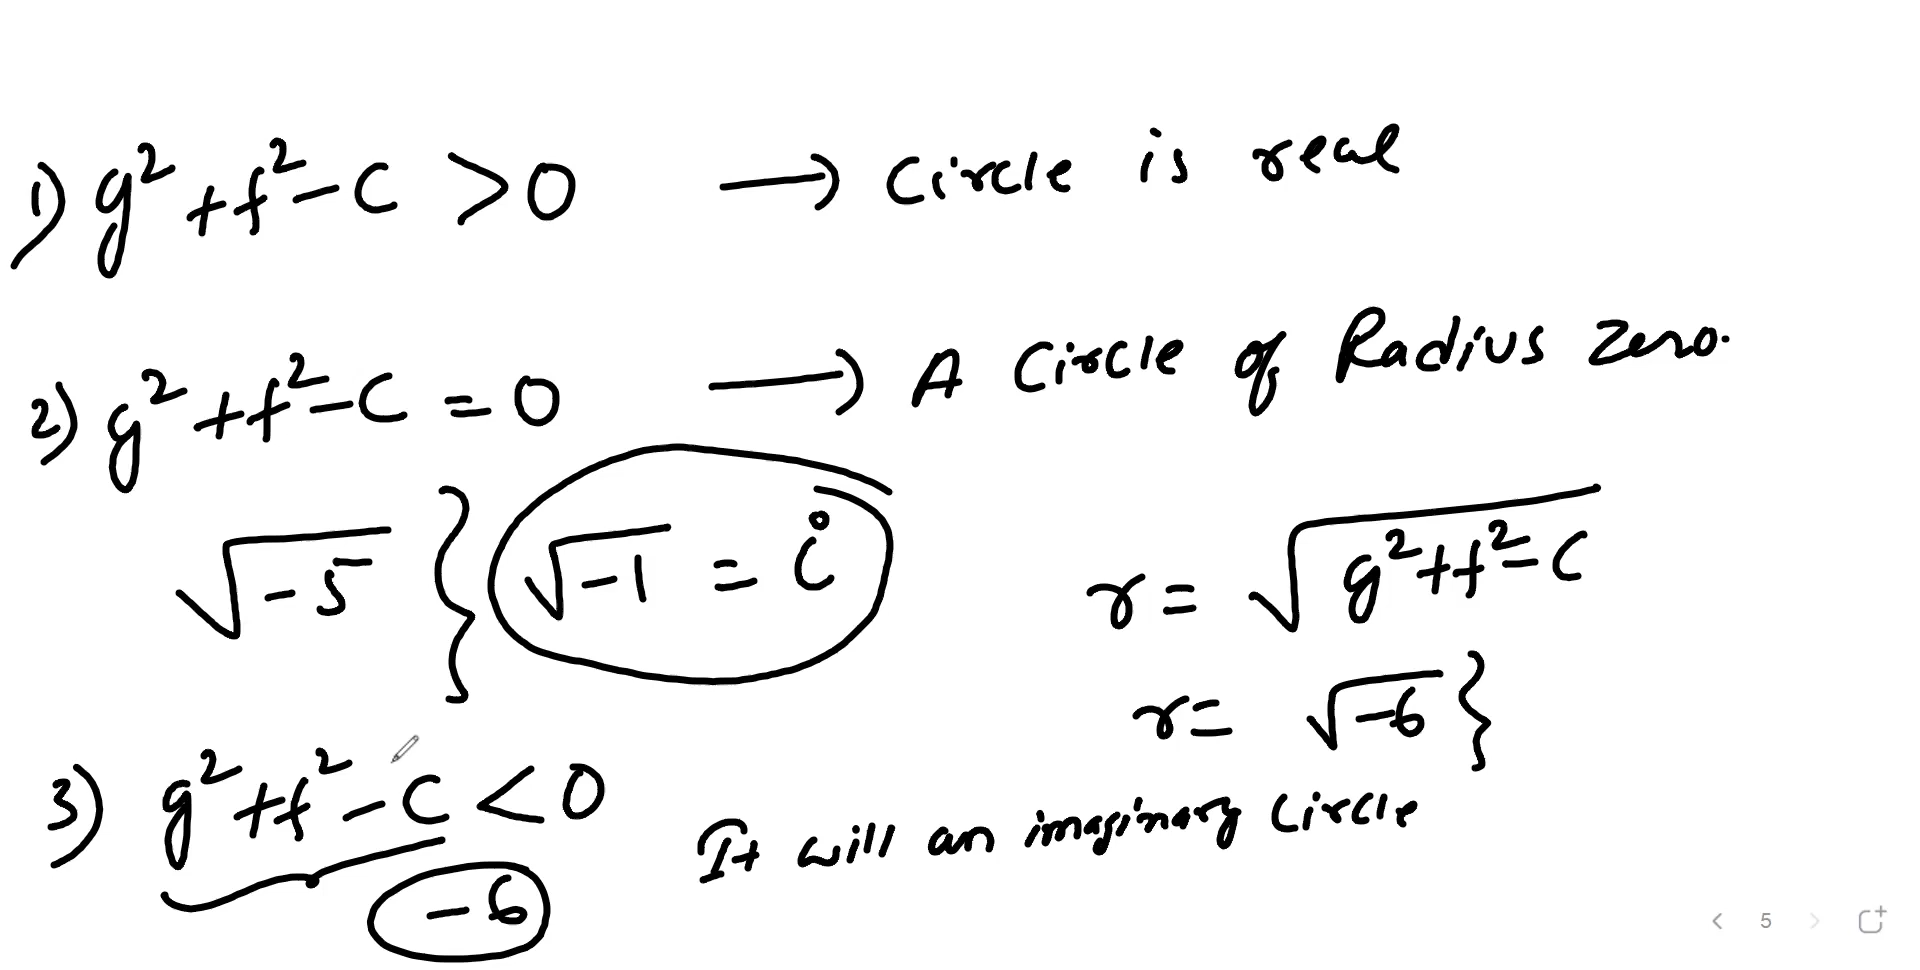 1) g² + f² - c > 0 → Circle is real
2) g² + f² - c = 0 → A Circle of Radius zero.
√-5 } √-1 = i
r = √g² + f² - c
r = √-6 }
3) g² + f² - c < 0
It will an imaginary circle
-6
5